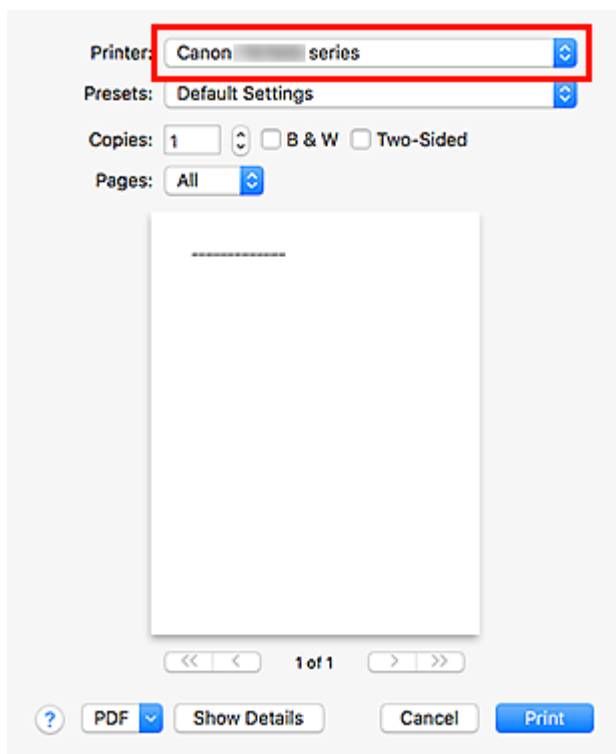 Printer: Canon series
Presets: Default Settings
Copies: 1 B & W Two-Sided
Pages: All
-------------
<< < 1 of 1 > >>
? PDF Show Details Cancel Print